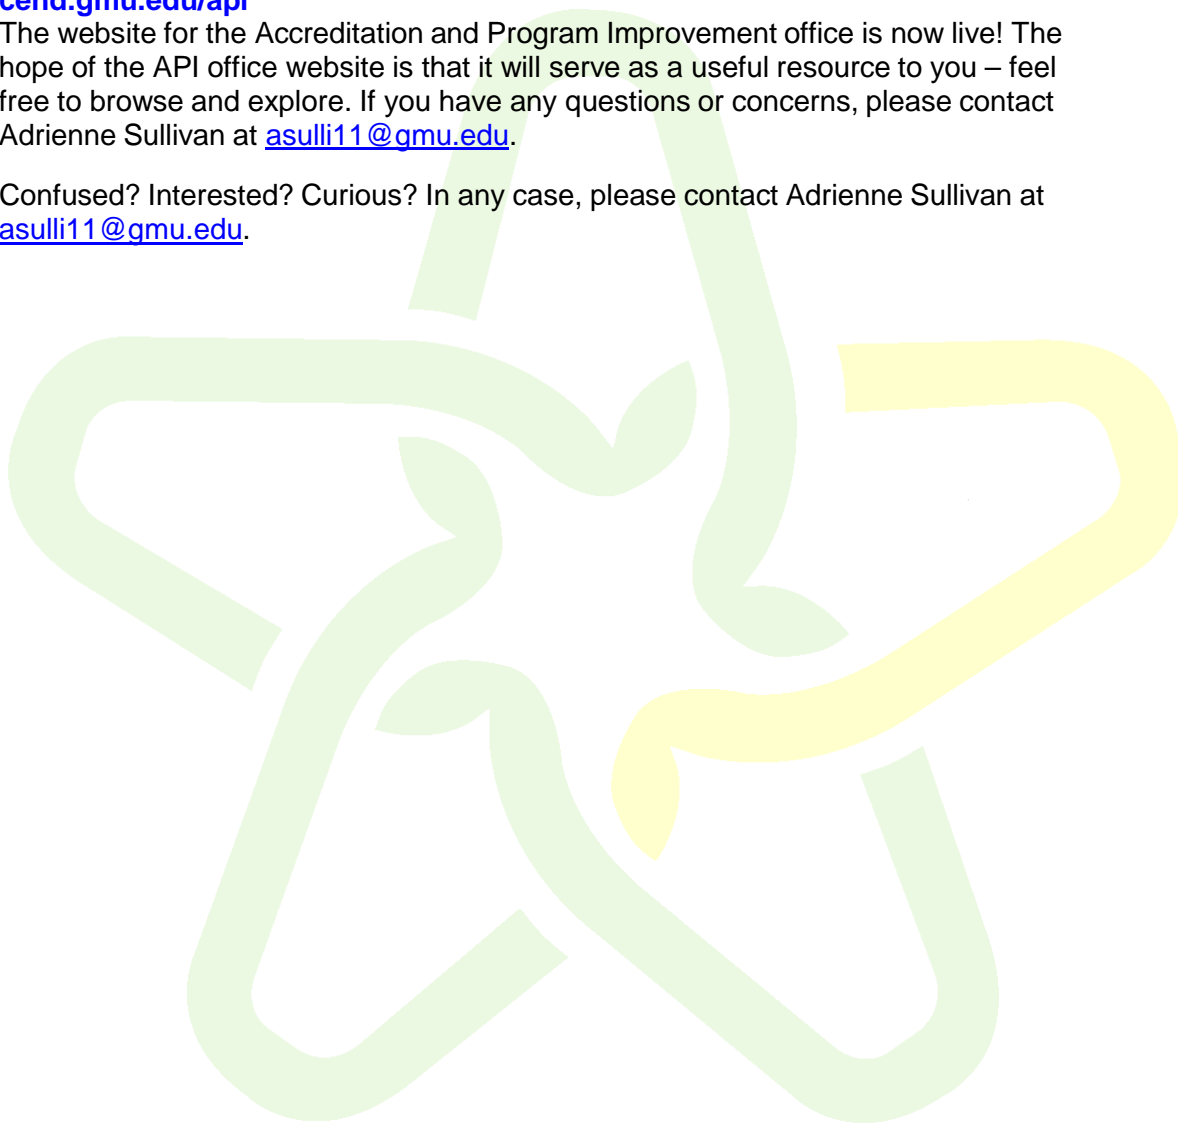 cehd.gmu.edu/api
The website for the Accreditation and Program Improvement office is now live! The
hope of the API office website is that it will serve as a useful resource to you – feel
free to browse and explore. If you have any questions or concerns, please contact
Adrienne Sullivan at asulli11@gmu.edu.
Confused? Interested? Curious? In any case, please contact Adrienne Sullivan at
asulli11@gmu.edu.